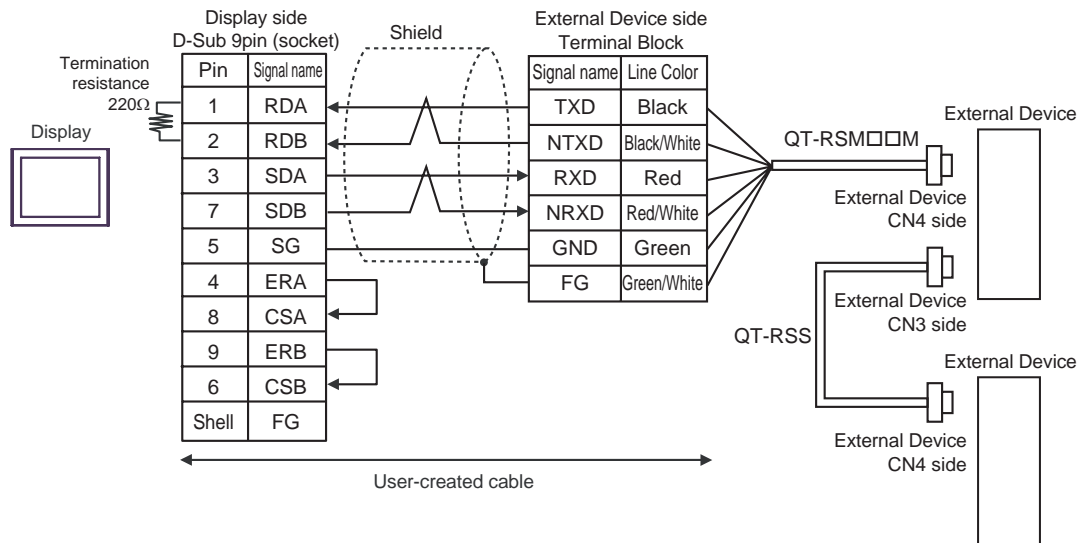 Display side
D-Sub 9pin (socket)
Shield
External Device side
Terminal Block
Termination
resistance
220Ω
Display
Pin Signal name
1 RDA
2 RDB
3 SDA
7 SDB
5 SG
4 ERA
8 CSA
9 ERB
6 CSB
Shell FG
Signal name Line Color
TXD Black
NTXD Black/White
RXD Red
NRXD Red/White
GND Green
FG Green/White
User-created cable
QT-RSM□□M
External Device
External Device
CN4 side
External Device
CN3 side
QT-RSS
External Device
External Device
CN4 side